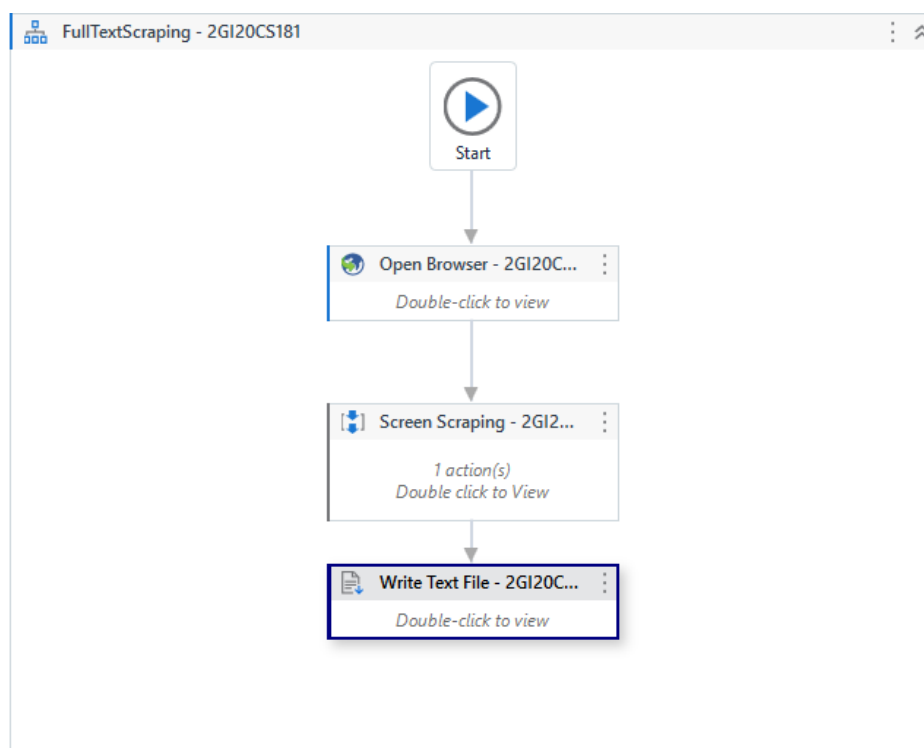 FullTextScraping - 2GI20CS181
Start
Open Browser - 2GI20C...
Double-click to view
Screen Scraping - 2GI2...
1 action(s)
Double click to View
Write Text File - 2GI20C...
Double-click to view